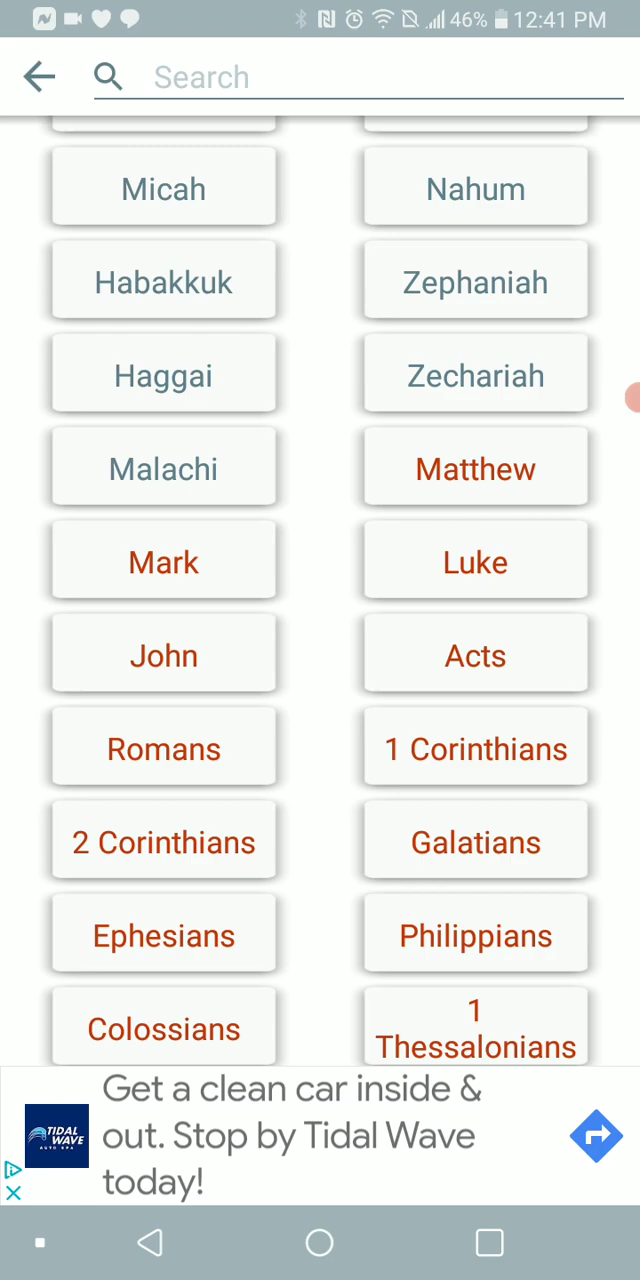 46% 12:41 PM
Search
Micah
Nahum
Habakkuk
Zephaniah
Haggai
Zechariah
Malachi
Matthew
Mark
Luke
John
Acts
Romans
1 Corinthians
2 Corinthians
Galatians
Ephesians
Philippians
Colossians
1
Thessalonians
Get a clean car inside &
out. Stop by Tidal Wave
today!
TIDAL
WAVE
AUTO SPA